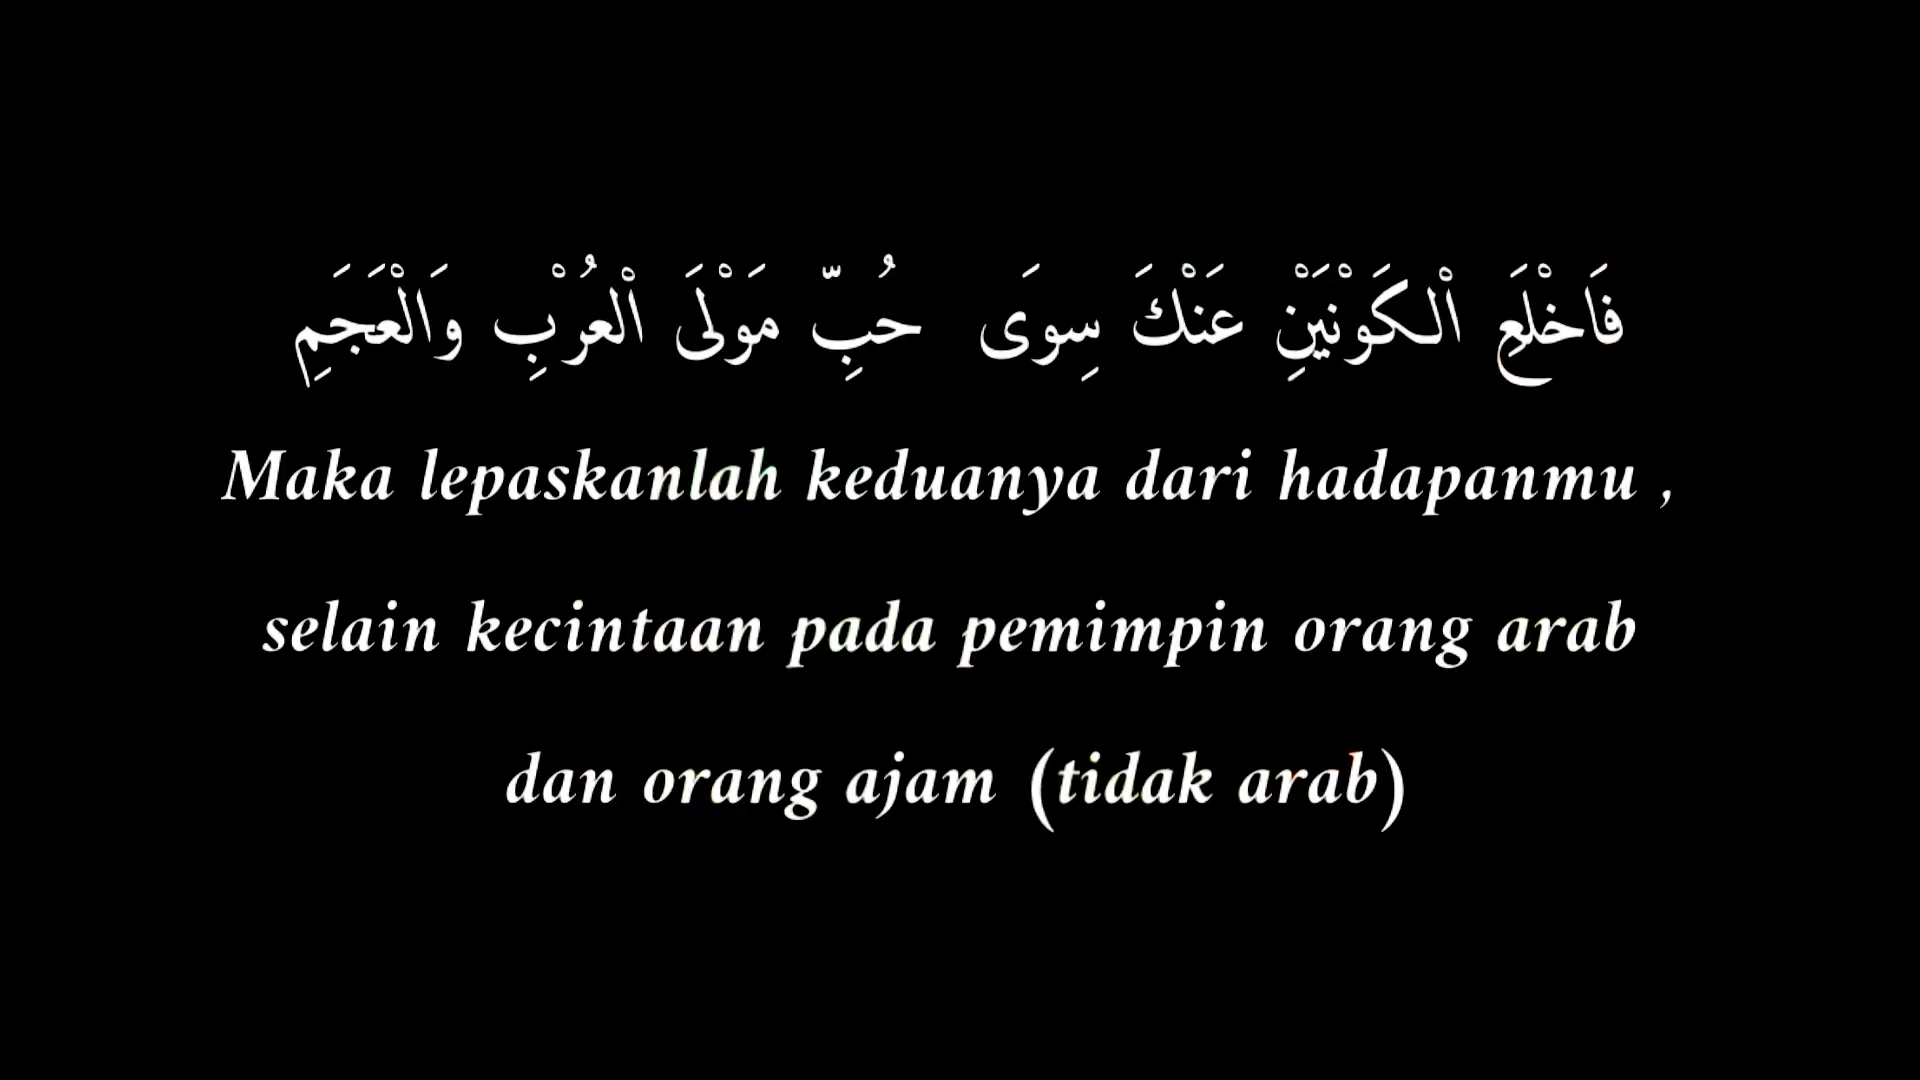 فَاخْلَعِ الْكَوْنَيْنِ عَنْكَ سِوَى حُبِّ مَوْلَى الْعُرْبِ وَالْعَجَمِ
Maka lepaskanlah keduanya dari hadapanmu ,
selain kecintaan pada pemimpin orang arab
dan orang ajam (tidak arab)